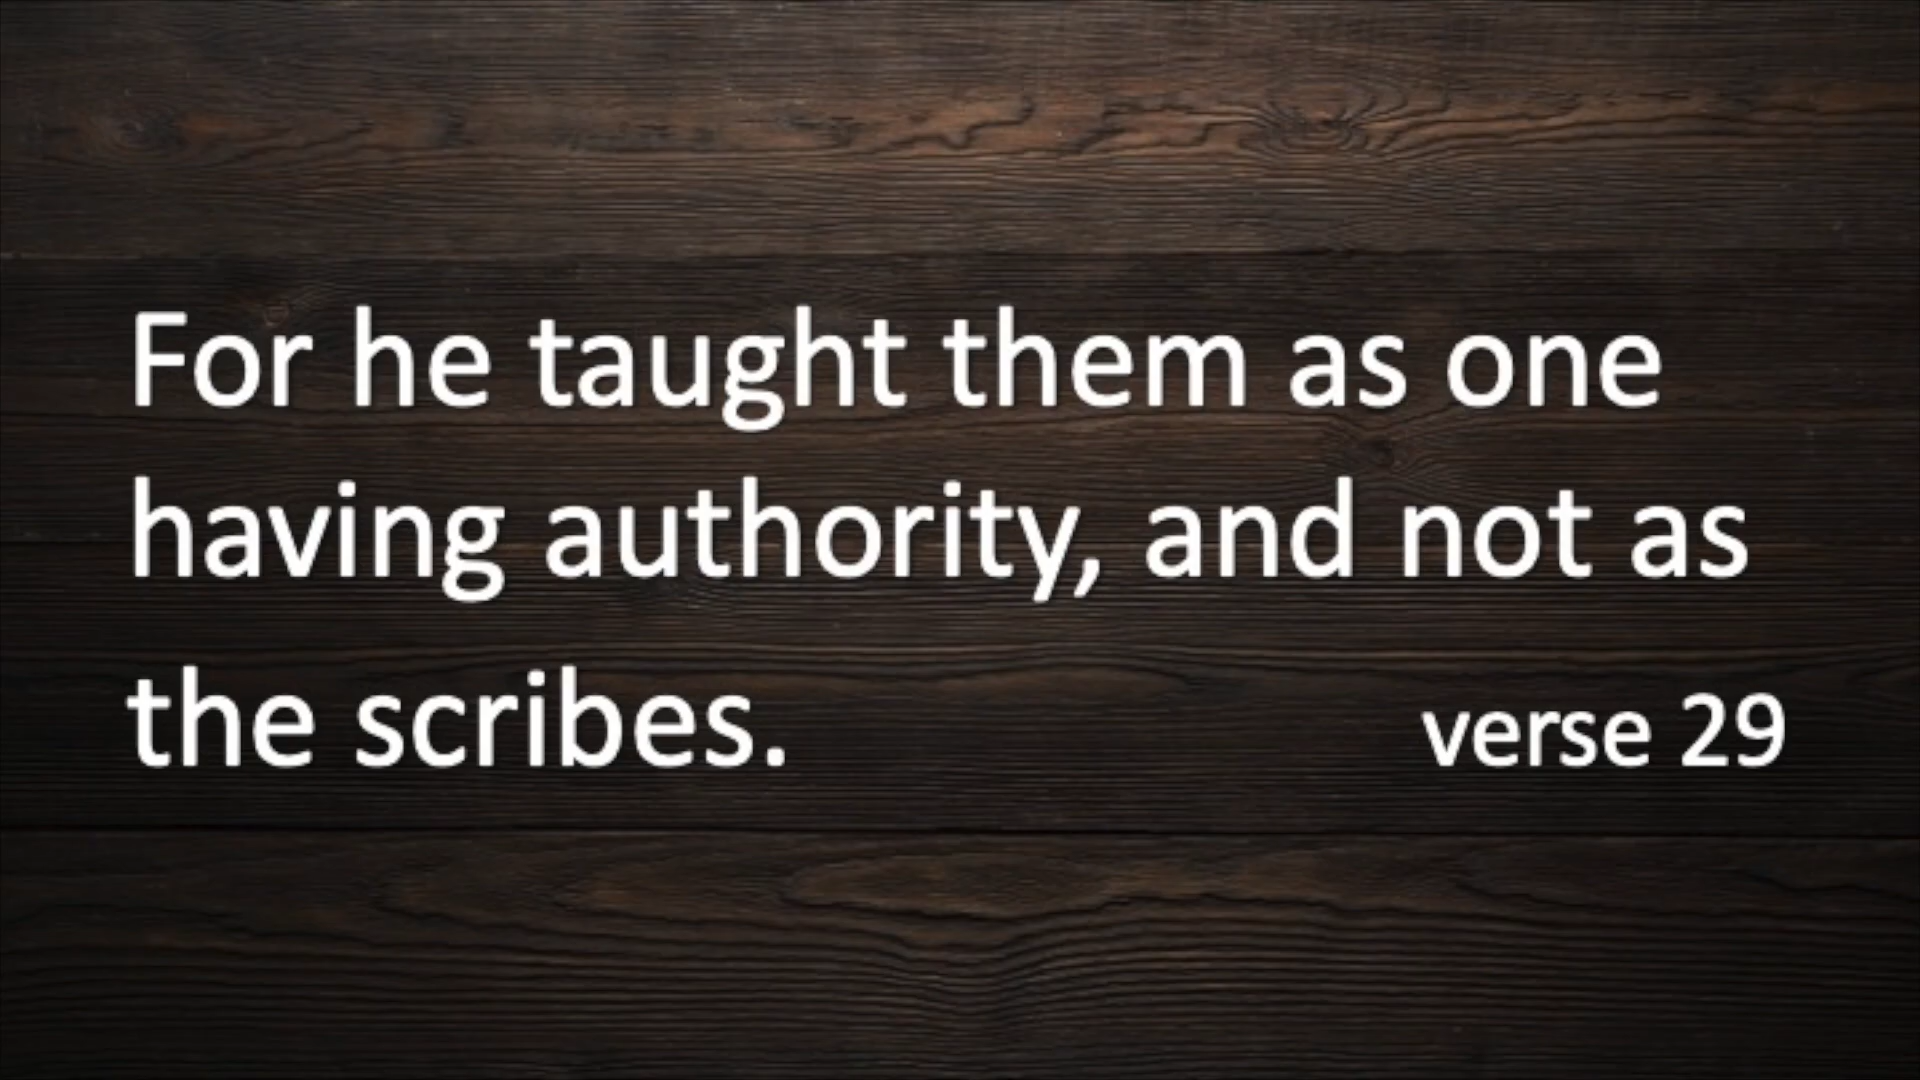 For he taught them as one
having authority, and not as
the scribes.
verse 29